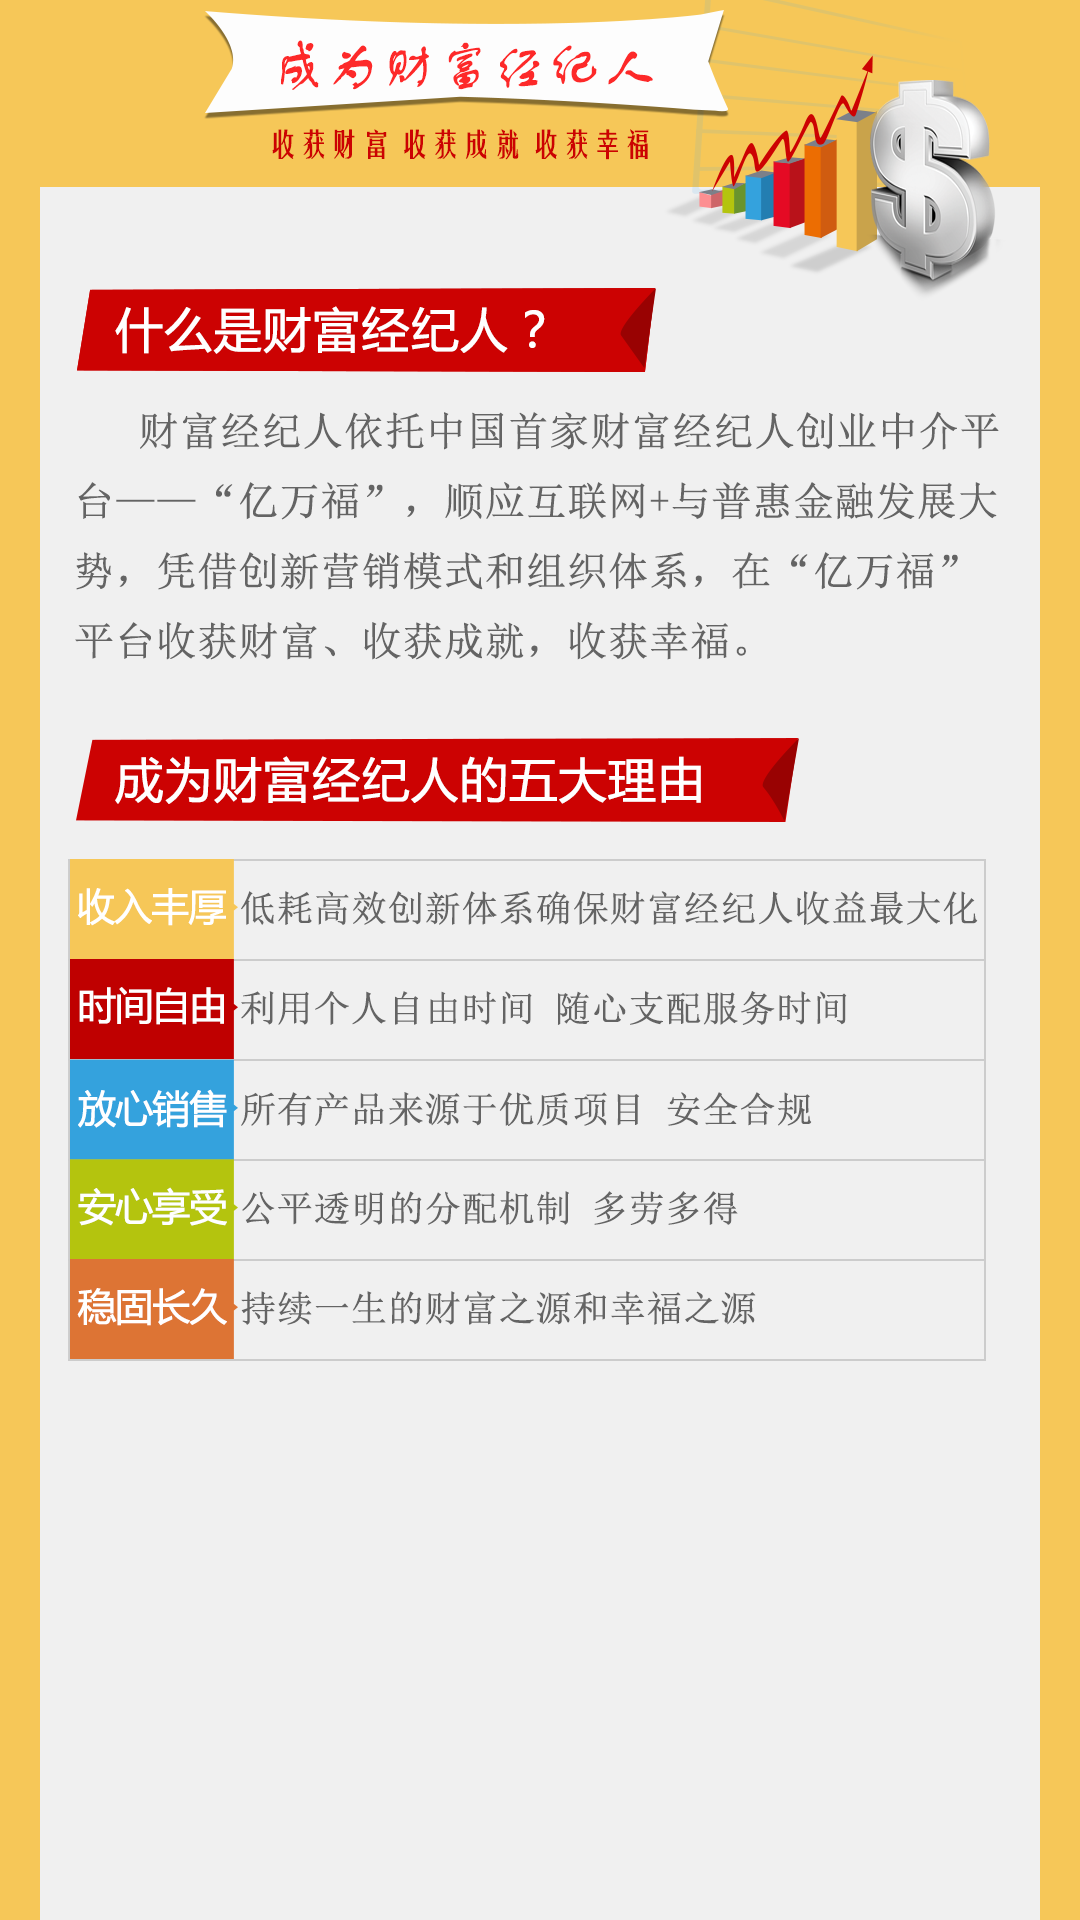 成为财富经纪人
收获财富 收获成就 收获幸福
什么是财富经纪人？
财富经纪人依托中国首家财富经纪人创业中介平
台——“亿万福”，顺应互联网+与普惠金融发展大
势，凭借创新营销模式和组织体系，在“亿万福”
平台收获财富、收获成就，收获幸福。
成为财富经纪人的五大理由
收入丰厚 低耗高效创新体系确保财富经纪人收益最大化
时间自由 利用个人自由时间 随心支配服务时间
放心销售 所有产品来源于优质项目 安全合规
安心享受 公平透明的分配机制 多劳多得
稳固长久 持续一生的财富之源和幸福之源